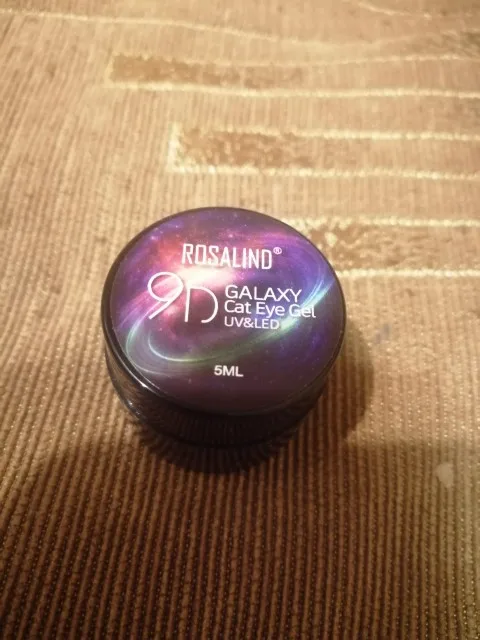 ROSALIND®
9D
GALAXY
Cat Eye Gel
UV&LED
5ML